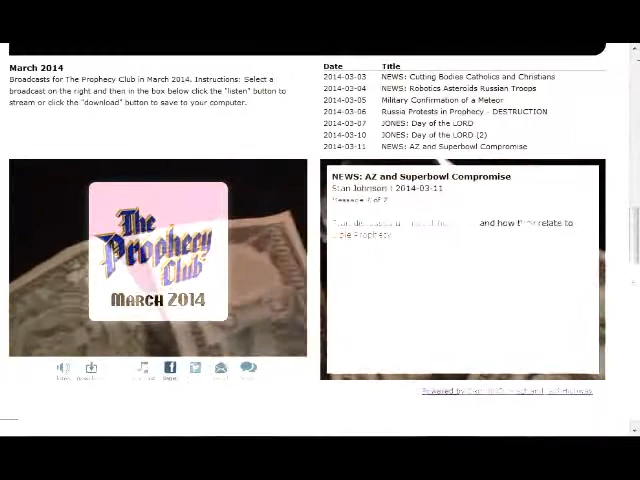 March 2014
Broadcasts for The Prophecy Club in March 2014. Instructions: Select a
broadcast on the right and then in the box below click the "listen" button to
stream or click the "download" button to save to your computer.
Date Title
2014-03-03 NEWS: Cutting Bodies Catholics and Christians
2014-03-04 NEWS: Robotics Asteroids Russian Troops
2014-03-05 Military Confirmation of a Meteor
2014-03-06 Russia Protests in Prophecy - DESTRUCTION
2014-03-07 JONES: Day of the LORD
2014-03-10 JONES: Day of the LORD (2)
2014-03-11 NEWS: AZ and Superbowl Compromise
The
Prophecy
Club
MARCH 2014
NEWS: AZ and Superbowl Compromise
Stan Johnson | 2014-03-11
Message of 7
and how they relate to
Bible Prophecy
Powered by